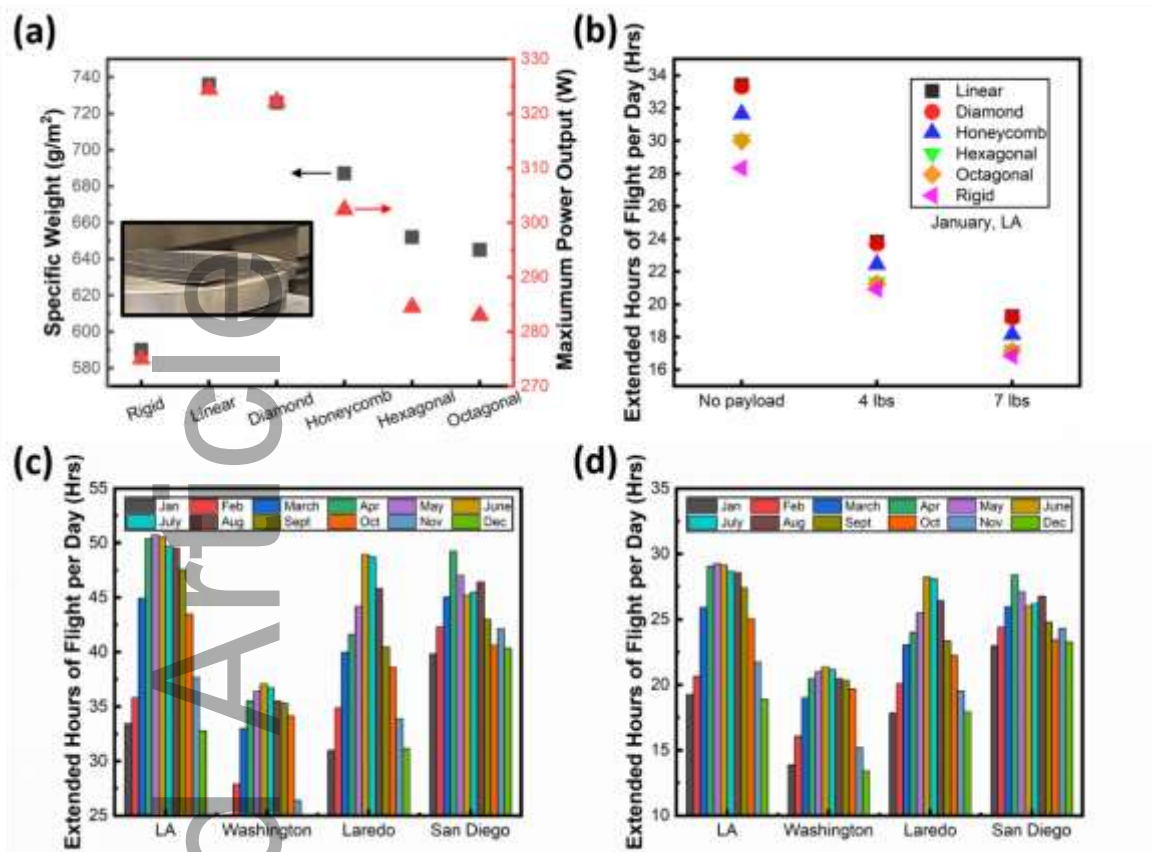 (a)
Specific Weight (g/m²)
740
720
700
680
660
640
620
600
580
330
320
310
300
290
280
270
Maxiumum Power Output (W)
Rigid
Linear
Diamond
Honeycomb
Hexagonal
Octagonal
(b)
Extended Hours of Flight per Day (Hrs)
34
32
30
28
26
24
22
20
18
16
Linear
Diamond
Honeycomb
Hexagonal
Octagonal
Rigid
January, LA
No payload
4 lbs
7 lbs
(c)
Extended Hours of Flight per Day (Hrs)
55
50
45
40
35
30
25
Jan Feb March Apr May June
July Aug Sept Oct Nov Dec
LA
Washington
Laredo
San Diego
(d)
Extended Hours of Flight per Day (Hrs)
35
30
25
20
15
10
Jan Feb March Apr May June
July Aug Sept Oct Nov Dec
LA
Washington
Laredo
San Diego
d Article